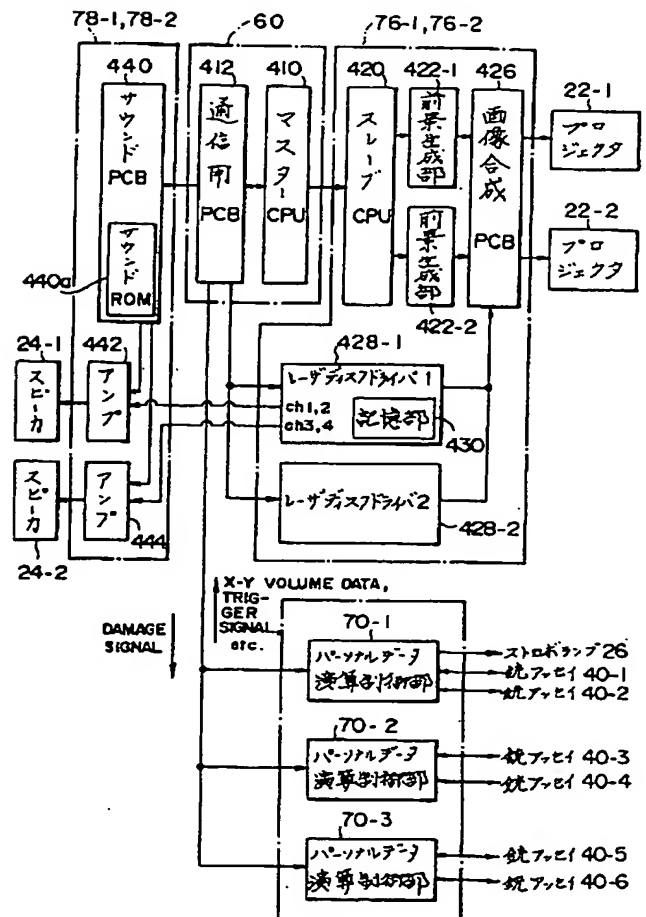 78-1,78-2
60
76-1,76-2
440
412
410
420
422-1
426
22-1
サウンド
PCB
通信用
PCB
マスター
CPU
スレーブ
CPU
前景生成部
画像合成
PCB
プロジェクタ
22-2
サウンド
ROM
前景生成部
プロジェクタ
440a
422-2
24-1
442
428-1
スピーカ
アンプ
レーザディスクドライバ1
ch1,2
ch3,4
記憶部
430
スピーカ
アンプ
レーザディスクドライバ2
444
428-2
24-2
X-Y VOLUME DATA,
TRIG-
GER
SIGNAL
etc.
DAMAGE
SIGNAL
70-1
パーソナルデータ
演算制御部
ストロボランプ26
銃アッセイ40-1
銃アッセイ40-2
70-2
パーソナルデータ
演算制御部
銃アッセイ40-3
銃アッセイ40-4
70-3
パーソナルデータ
演算制御部
銃アッセイ40-5
銃アッセイ40-6